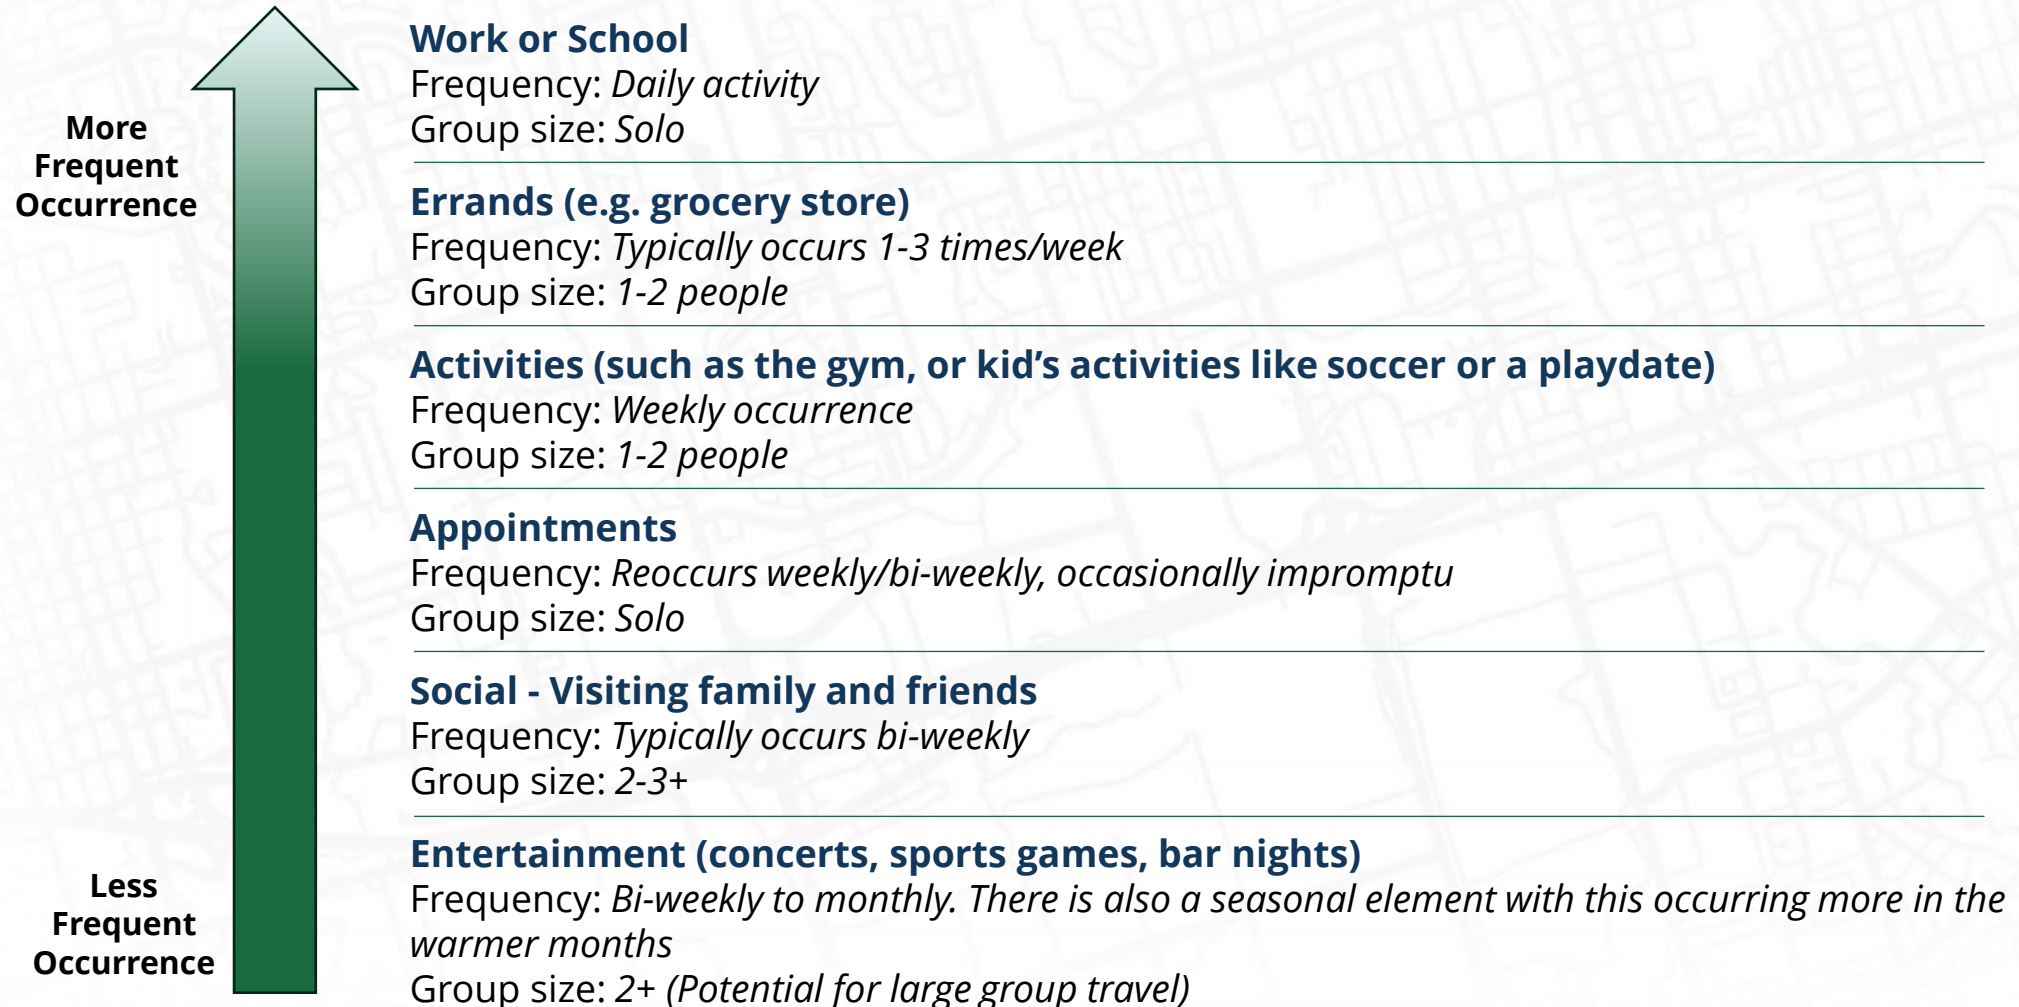 More
Frequent
Occurrence
Work or School
Frequency: Daily activity
Group size: Solo
Errands (e.g. grocery store)
Frequency: Typically occurs 1-3 times/week
Group size: 1-2 people
Activities (such as the gym, or kid’s activities like soccer or a playdate)
Frequency: Weekly occurrence
Group size: 1-2 people
Appointments
Frequency: Reoccurs weekly/bi-weekly, occasionally impromptu
Group size: Solo
Social - Visiting family and friends
Frequency: Typically occurs bi-weekly
Group size: 2-3+
Less
Frequent
Occurrence
Entertainment (concerts, sports games, bar nights)
Frequency: Bi-weekly to monthly. There is also a seasonal element with this occurring more in the
warmer months
Group size: 2+ (Potential for large group travel)